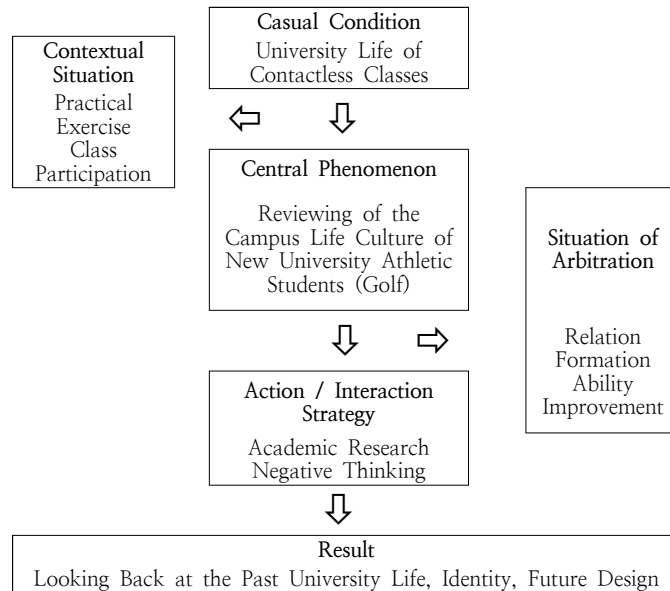 Casual Condition
University Life of
Contactless Classes
Contextual
Situation
Practical
Exercise
Class
Participation
Central Phenomenon
Reviewing of the
Campus Life Culture of
New University Athletic
Students (Golf)
Situation of
Arbitration
Relation
Formation
Ability
Improvement
Action / Interaction
Strategy
Academic Research
Negative Thinking
Result
Looking Back at the Past University Life, Identity, Future Design